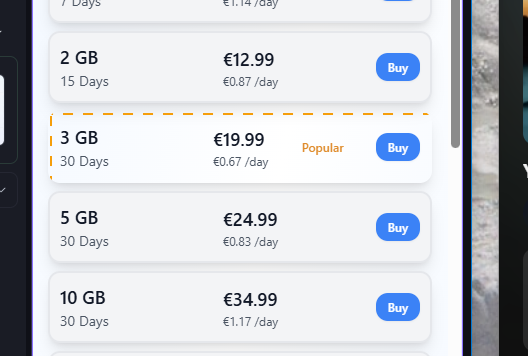 7 Days
€1.14 /day
2 GB
€12.99
15 Days
€0.87 /day
Buy
3 GB
€19.99
30 Days
€0.67 /day
Popular
Buy
5 GB
€24.99
30 Days
€0.83 /day
Buy
10 GB
€34.99
30 Days
€1.17 /day
Buy